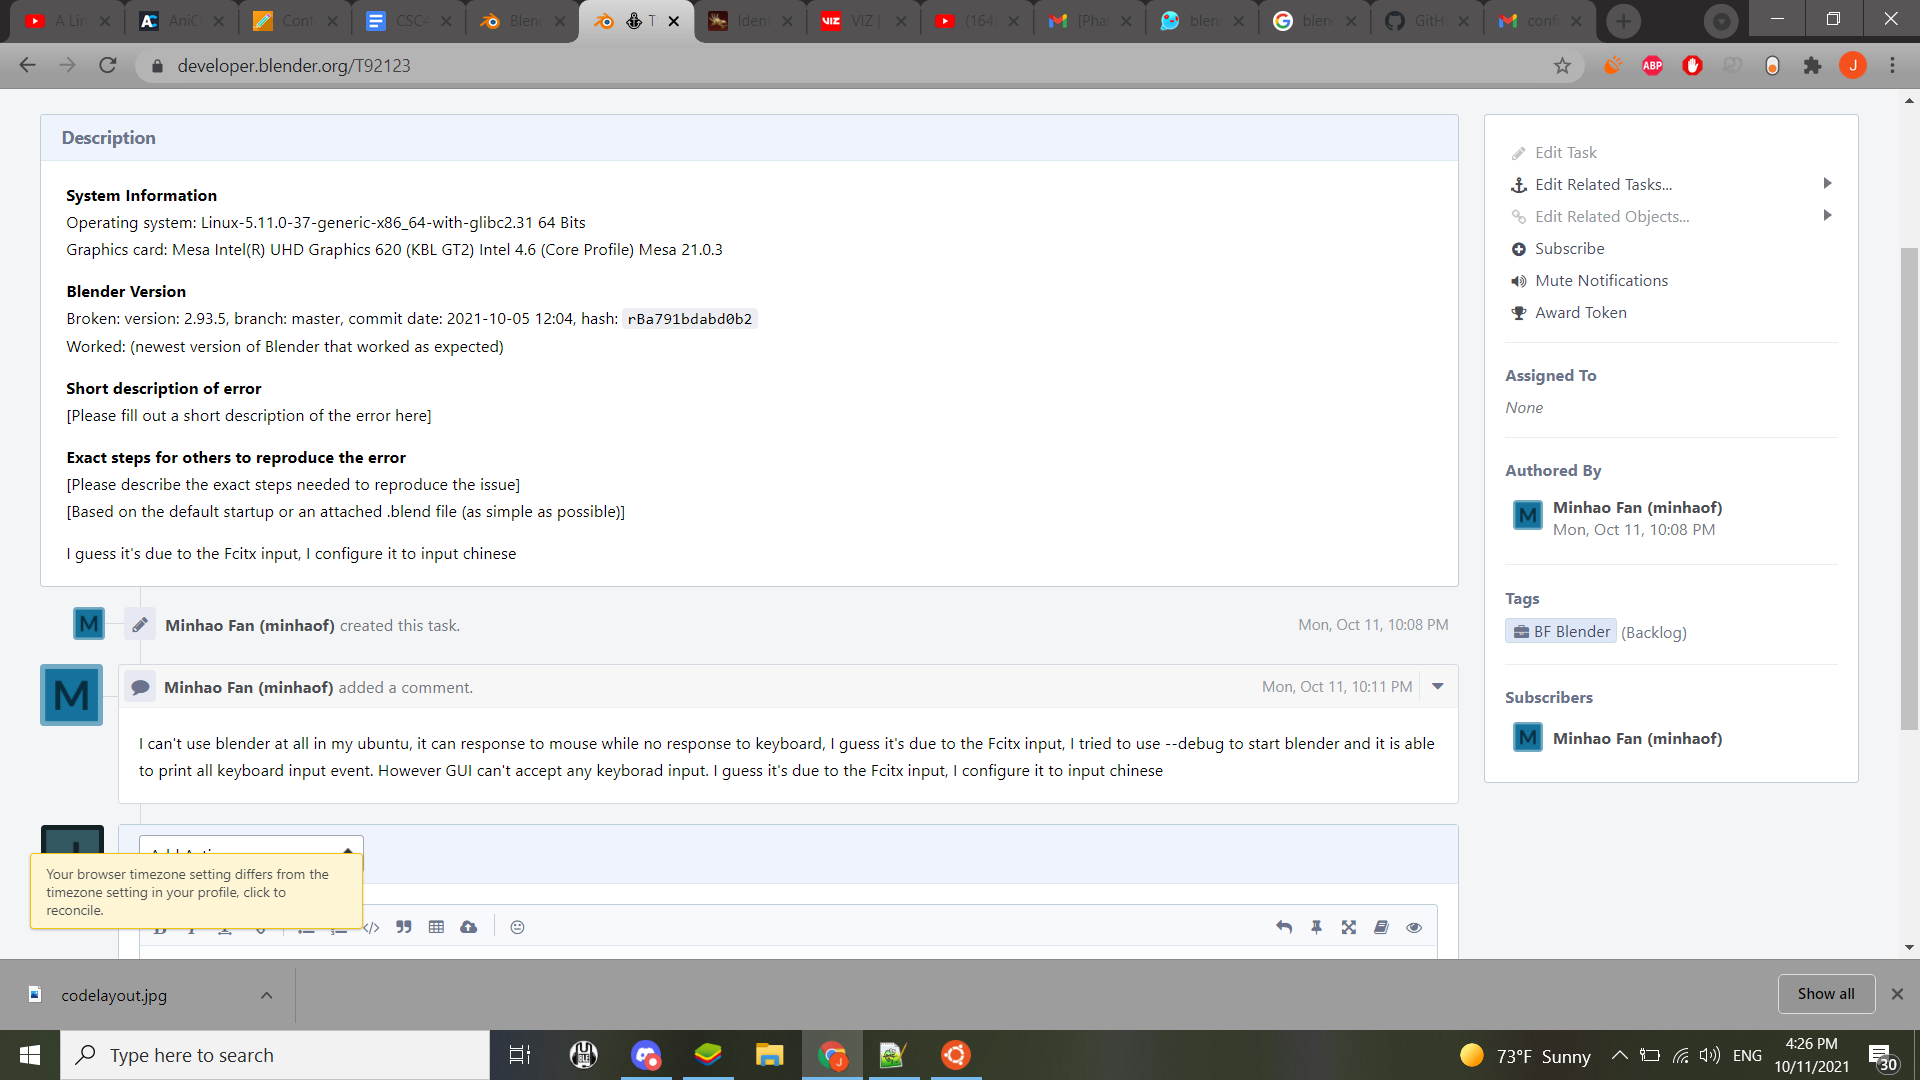 A Lin
AniC
Cont
CSC4
Blen
T
Iden
VIZ |
(164)
[Pha
blen
blen
GitH
conf
developer.blender.org/T92123
ABP
J
Description
System Information
Operating system: Linux-5.11.0-37-generic-x86_64-with-glibc2.31 64 Bits
Graphics card: Mesa Intel(R) UHD Graphics 620 (KBL GT2) Intel 4.6 (Core Profile) Mesa 21.0.3
Blender Version
Broken: version: 2.93.5, branch: master, commit date: 2021-10-05 12:04, hash: rBa791bdabd0b2
Worked: (newest version of Blender that worked as expected)
Short description of error
[Please fill out a short description of the error here]
Exact steps for others to reproduce the error
[Please describe the exact steps needed to reproduce the issue]
[Based on the default startup or an attached .blend file (as simple as possible)]
I guess it's due to the Fcitx input, I configure it to input chinese
M
Minhao Fan (minhaof) created this task.
Mon, Oct 11, 10:08 PM
M
Minhao Fan (minhaof) added a comment.
Mon, Oct 11, 10:11 PM
I can't use blender at all in my ubuntu, it can response to mouse while no response to keyboard, I guess it's due to the Fcitx input, I tried to use --debug to start blender and it is able
to print all keyboard input event. However GUI can't accept any keyborad input. I guess it's due to the Fcitx input, I configure it to input chinese
Your browser timezone setting differs from the
timezone setting in your profile, click to
reconcile.
Edit Task
Edit Related Tasks...
Edit Related Objects...
Subscribe
Mute Notifications
Award Token
Assigned To
None
Authored By
M
Minhao Fan (minhaof)
Mon, Oct 11, 10:08 PM
Tags
BF Blender (Backlog)
Subscribers
M
Minhao Fan (minhaof)
codelayout.jpg
Show all
Type here to search
73°F Sunny
ENG
4:26 PM
10/11/2021
30